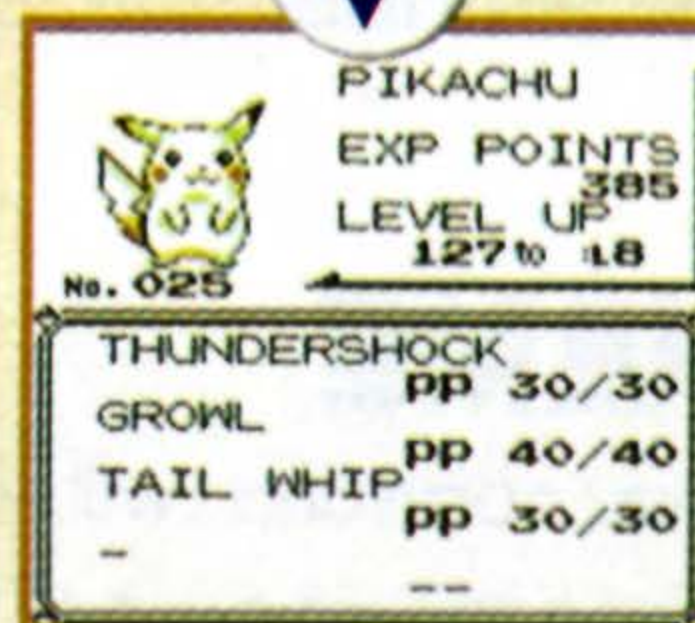 PIKACHU
EXP POINTS
385
LEVEL UP
127 to :L8
No. 025
THUNDERSHOCK
PP 30/30
GROWL
PP 40/40
TAIL WHIP
PP 30/30
-
--